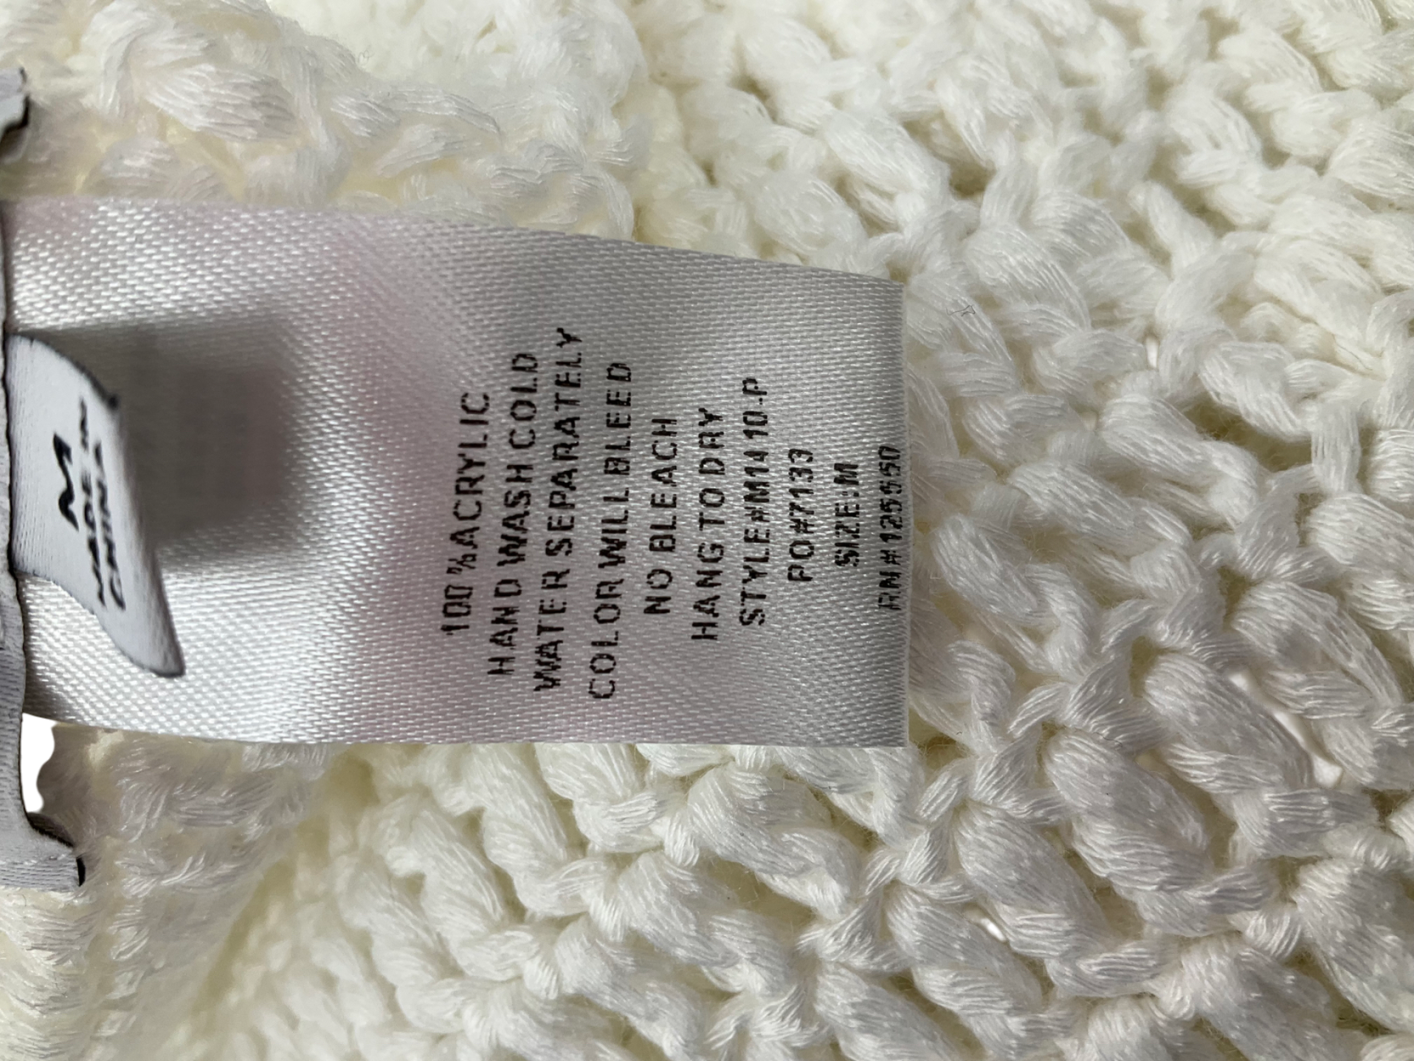 M
MADE IN
CHINA
100 % ACRYLIC
HAND WASH COLD
WATER SEPARATELY
COLOR WILL BLEED
NO BLEACH
HANG TO DRY
STYLE#M1410-P
PO#7133
SIZE:M
RN# 125550